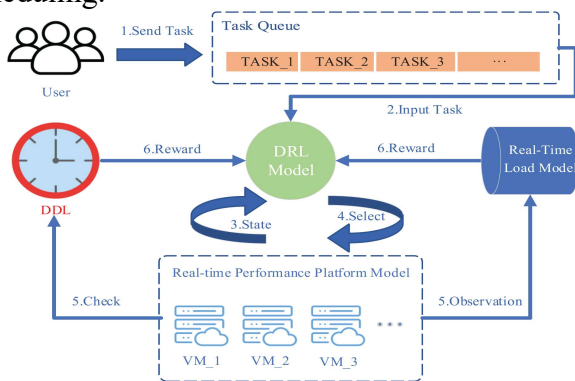 eduling.
1.Send Task
Task Queue
TASK_1 TASK_2 TASK_3 ...
User
2.Input Task
6.Reward
DRL
Model
6.Reward
Real-Time
Load Model
DDL
3.State
4.Select
Real-time Performance Platform Model
5.Check
5.Observation
VM_1 VM_2 VM_3 ...